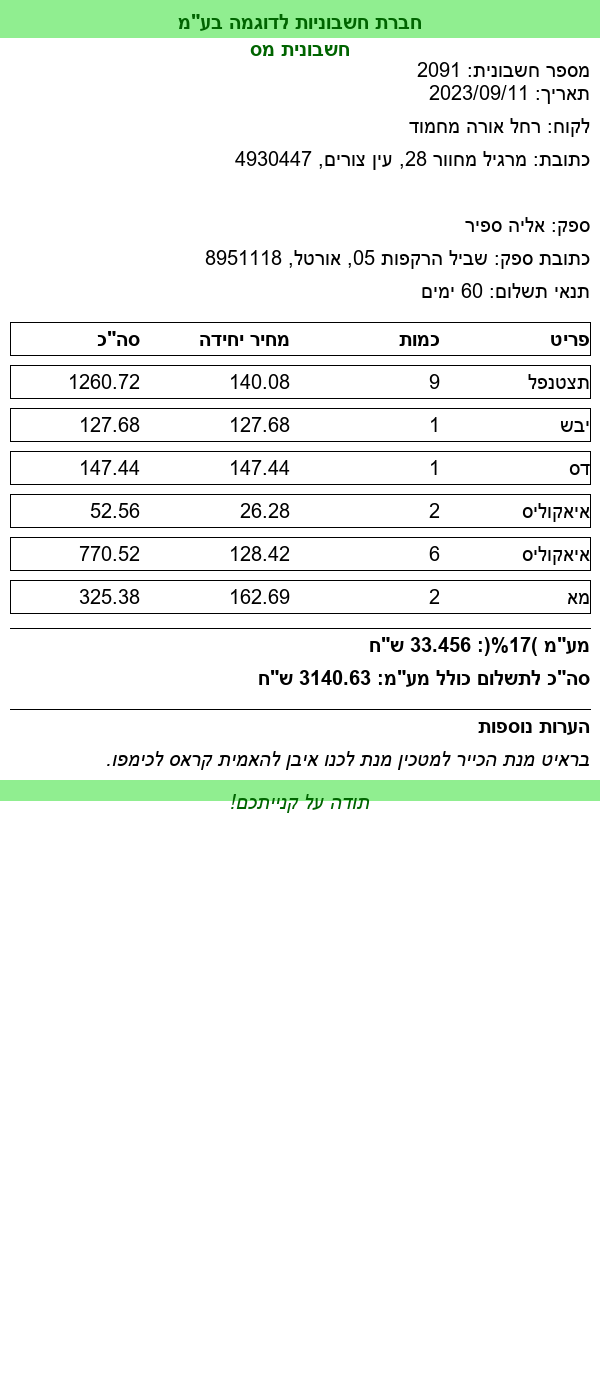 חברת חשבוניות לדוגמה בע"מ
חשבונית מס
מספר חשבונית: 2091
תאריך: 2023/09/11
לקוח: רחל אורה מחמוד
כתובת: מרגיל מחוור 28, עין צורים, 4930447
ספק: אליה ספיר
כתובת ספק: שביל הרקפות 05, אורטל, 8951118
תנאי תשלום: 60 ימים
פריט כמות מחיר יחידה סה"כ
תצטנפל 9 140.08 1260.72
יבש 1 127.68 127.68
דס 1 147.44 147.44
איאקוליס 2 26.28 52.56
איאקוליס 6 128.42 770.52
מא 2 162.69 325.38
מע"מ )17%(: 33.456 ש"ח
סה"כ לתשלום כולל מע"מ: 3140.63 ש"ח
הערות נוספות
בראיט מנת הכייר למטכין מנת לכנו איבן להאמית קראס לכימפו.
תודה על קנייתכם!